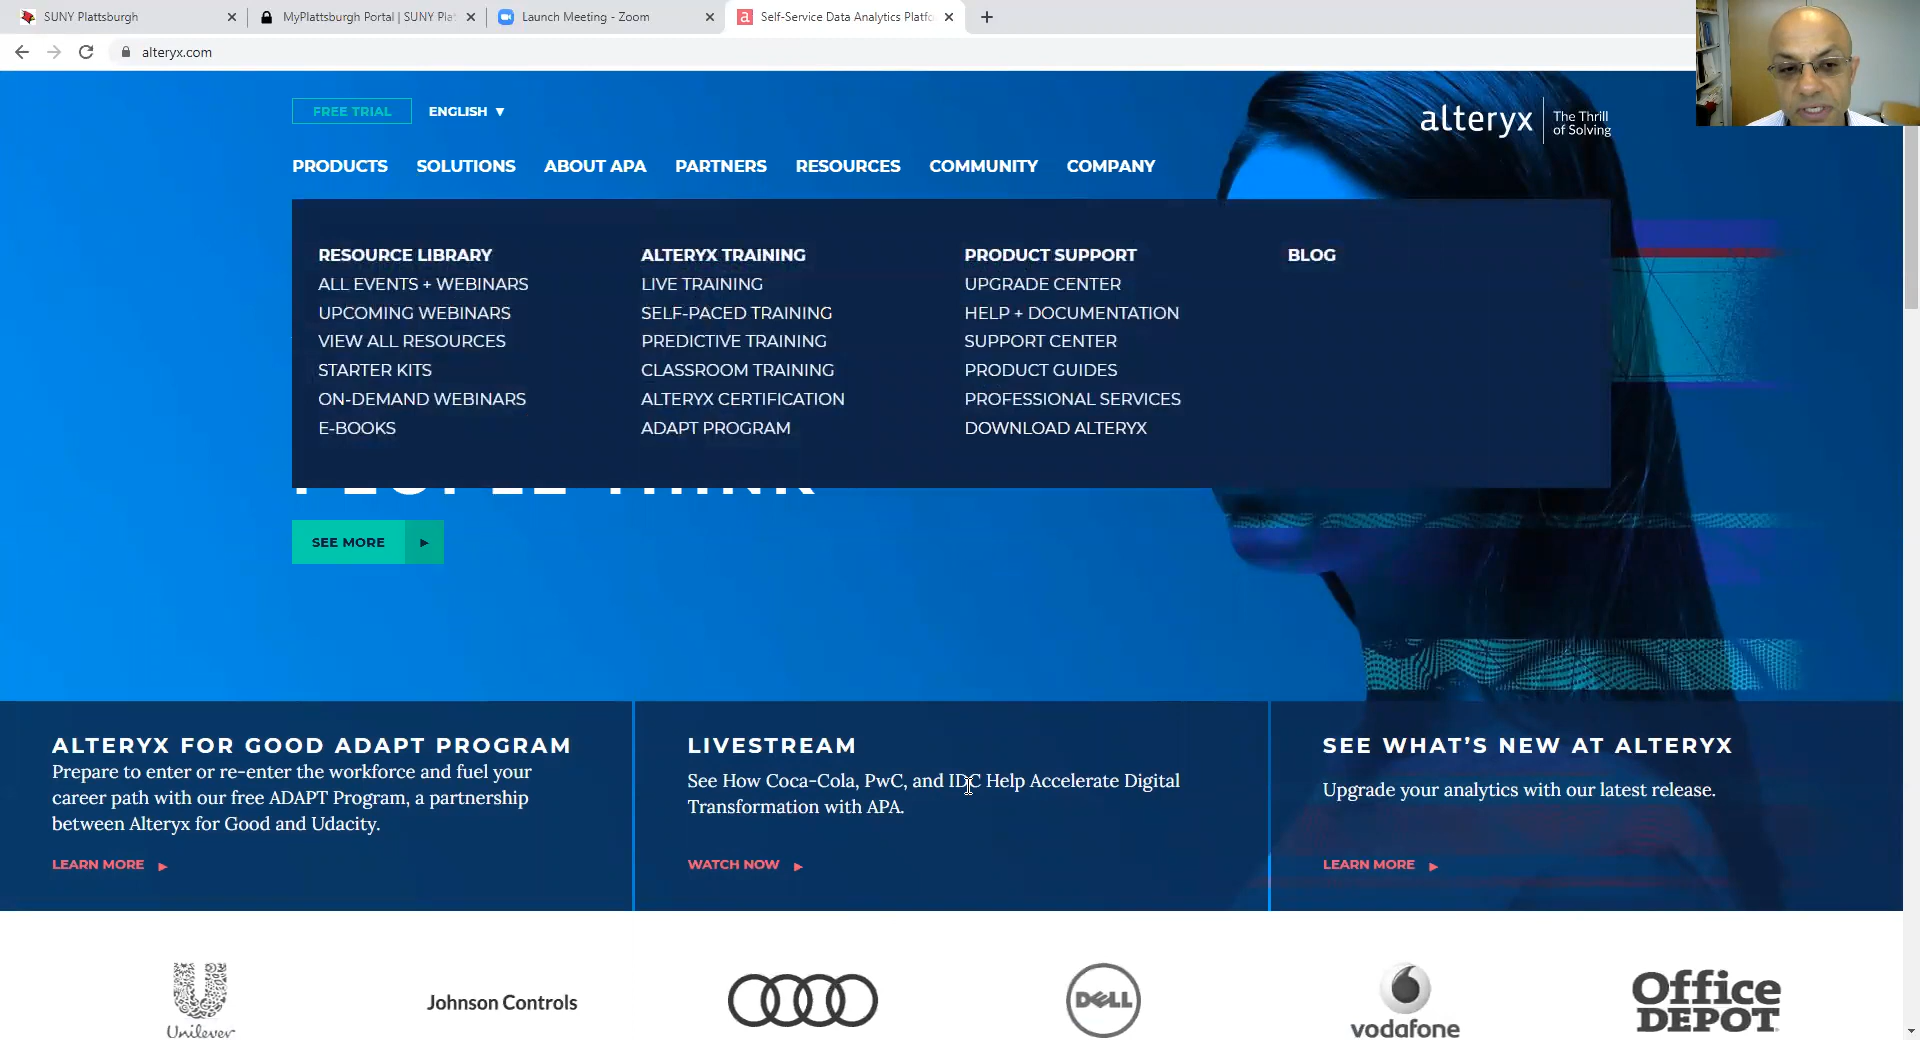 SUNY Plattsburgh
MyPlattsburgh Portal | SUNY Pla
Launch Meeting - Zoom
Self-Service Data Analytics Platfo
alteryx.com
FREE TRIAL
ENGLISH ▼
alteryx
The Thrill
of Solving
PRODUCTS SOLUTIONS ABOUT APA PARTNERS RESOURCES COMMUNITY COMPANY
RESOURCE LIBRARY
ALL EVENTS + WEBINARS
UPCOMING WEBINARS
VIEW ALL RESOURCES
STARTER KITS
ON-DEMAND WEBINARS
E-BOOKS
ALTERYX TRAINING
LIVE TRAINING
SELF-PACED TRAINING
PREDICTIVE TRAINING
CLASSROOM TRAINING
ALTERYX CERTIFICATION
ADAPT PROGRAM
PRODUCT SUPPORT
UPGRADE CENTER
HELP + DOCUMENTATION
SUPPORT CENTER
PRODUCT GUIDES
PROFESSIONAL SERVICES
DOWNLOAD ALTERYX
BLOG
PEOPLE THINK
SEE MORE
ALTERYX FOR GOOD ADAPT PROGRAM
Prepare to enter or re-enter the workforce and fuel your
career path with our free ADAPT Program, a partnership
between Alteryx for Good and Udacity.
LEARN MORE
LIVESTREAM
See How Coca-Cola, PwC, and IDC Help Accelerate Digital
Transformation with APA.
WATCH NOW
SEE WHAT'S NEW AT ALTERYX
Upgrade your analytics with our latest release.
LEARN MORE
Unilever
Johnson Controls
DELL
vodafone
Office
DEPOT